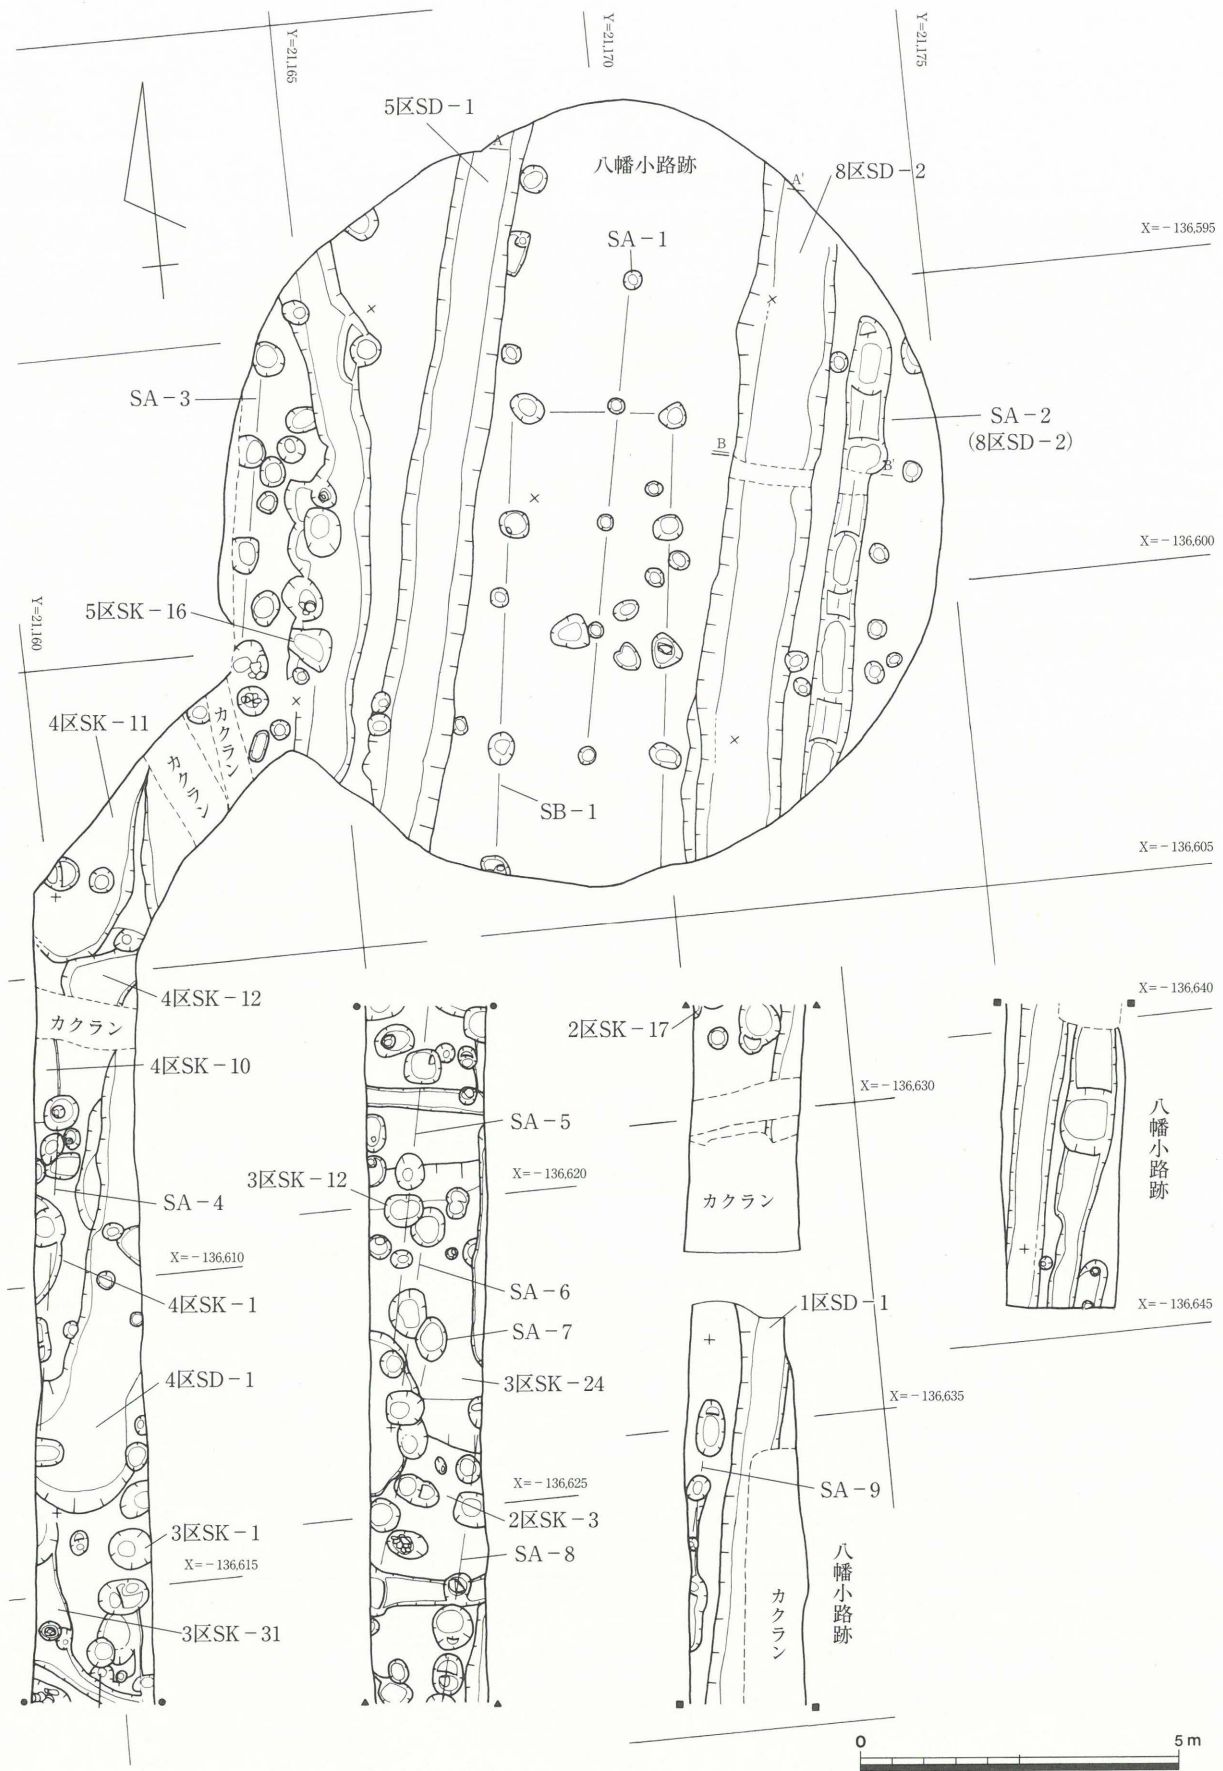 Y=21,165
Y=21,170
Y=21,175
5区SD-1
A
八幡小路跡
A'
8区SD-2
X=-136,595
SA-1
SA-3
SA-2
(8区SD-2)
B
B'
X=-136,600
Y=21,160
5区SK-16
4区SK-11
カクラン
カクラン
SB-1
X=-136,605
4区SK-12
カクラン
4区SK-10
SA-4
X=-136,610
4区SK-1
4区SD-1
3区SK-1
X=-136,615
3区SK-31
SA-5
3区SK-12
X=-136,620
SA-6
SA-7
3区SK-24
X=-136,625
2区SK-3
SA-8
2区SK-17
X=-136,630
カクラン
1区SD-1
X=-136,635
SA-9
八幡小路跡
カクラン
X=-136,640
八幡小路跡
X=-136,645
0 5m